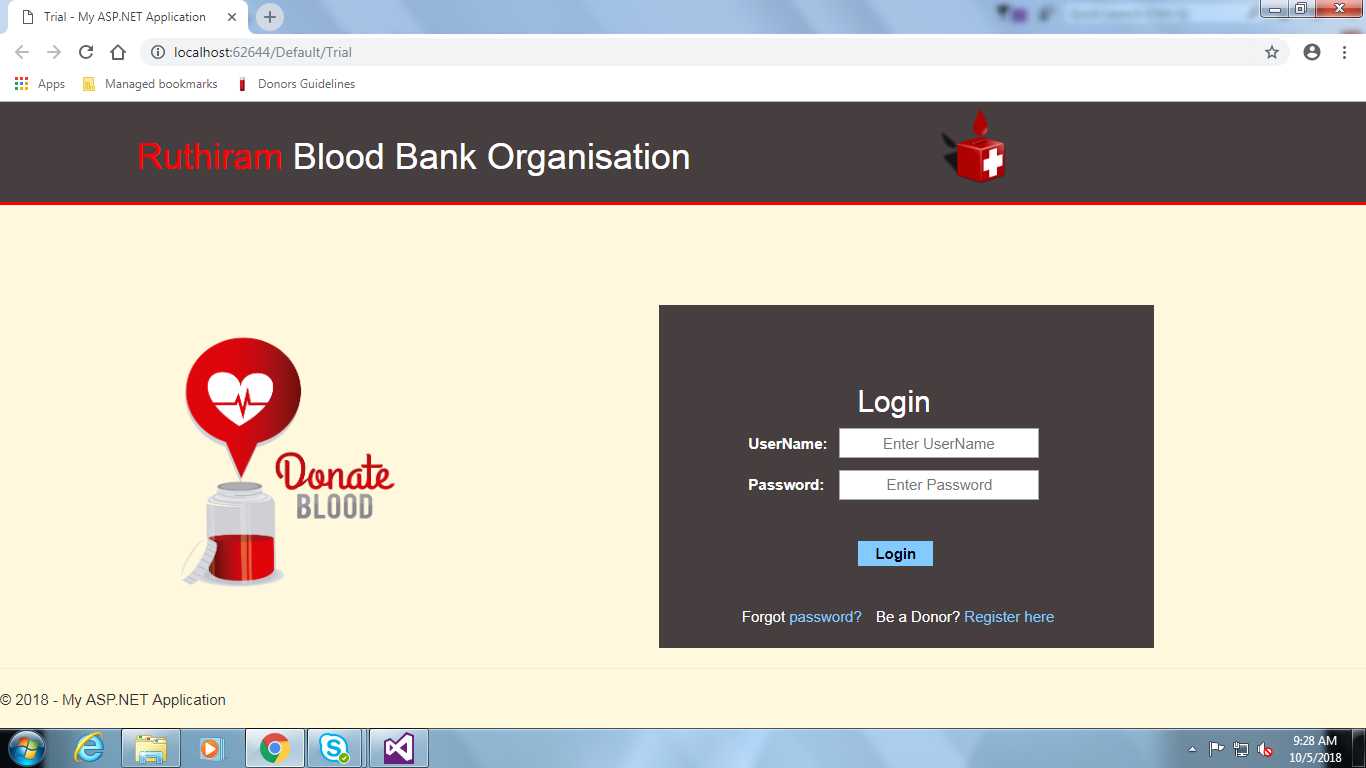 Trial - My ASP.NET Application
localhost:62644/Default/Trial
Apps
Managed bookmarks
Donors Guidelines
Ruthiram Blood Bank Organisation
Donate
BLOOD
Login
UserName: Enter UserName
Password: Enter Password
Login
Forgot password? Be a Donor? Register here
© 2018 - My ASP.NET Application
9:28 AM
10/5/2018